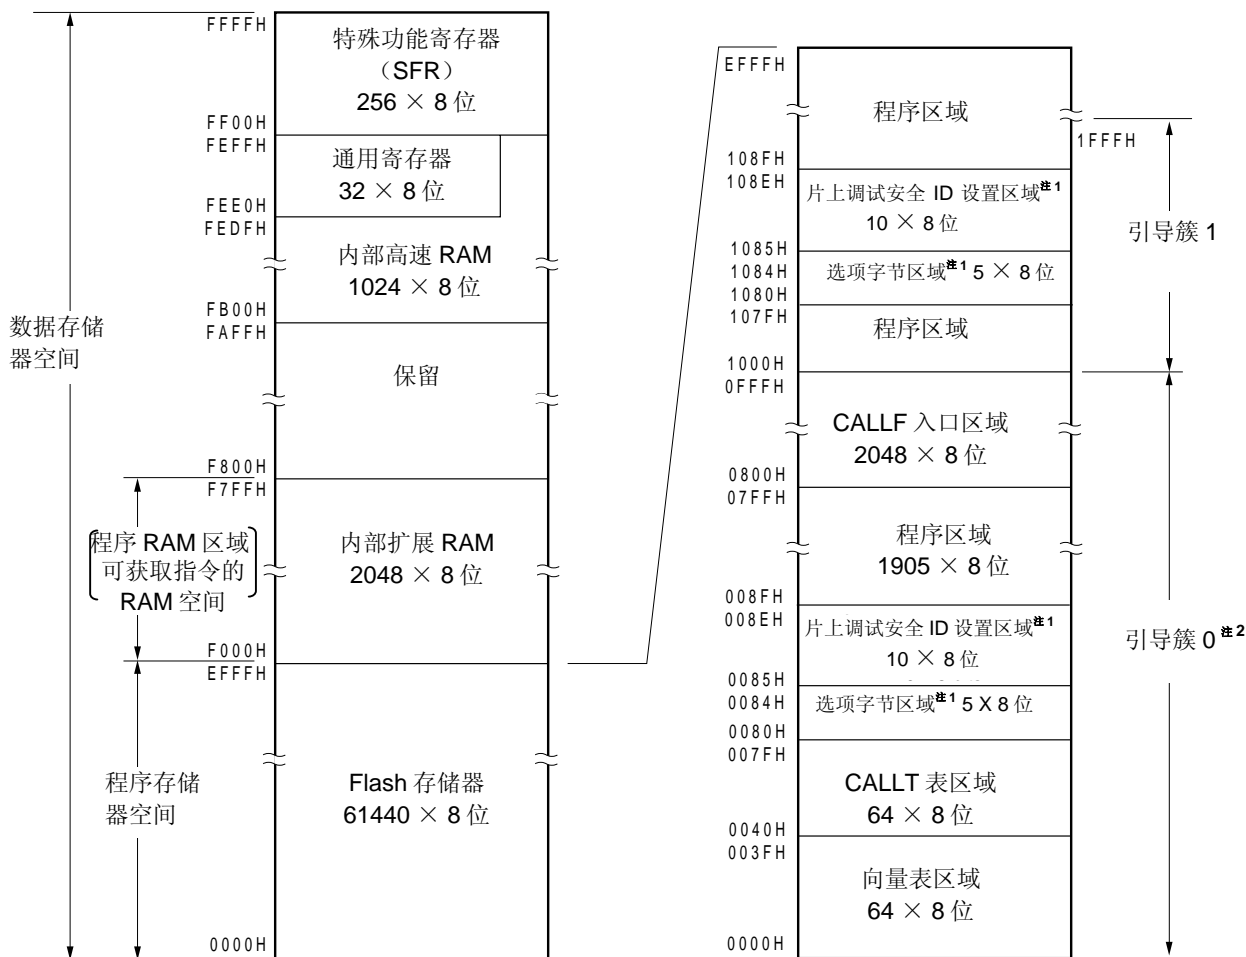 FFFFH
特殊功能寄存器
（SFR）
256 × 8 位
FF00H
FEFFH
通用寄存器
32 × 8 位
FEE0H
FEDFH
内部高速 RAM
1024 × 8 位
FB00H
FAFFH
数据存储
器空间
保留
F800H
F7FFH
程序 RAM 区域
可获取指令的
RAM 空间
内部扩展 RAM
2048 × 8 位
F000H
EFFFH
程序存储
器空间
Flash 存储器
61440 × 8 位
0000H
EFFFH
程序区域
1FFFH
108FH
108EH
片上调试安全 ID 设置区域注1
10 × 8 位
引导簇 1
1085H
1084H
选项字节区域注1 5 × 8 位
1080H
107FH
程序区域
1000H
0FFFH
CALLF 入口区域
2048 × 8 位
0800H
07FFH
程序区域
1905 × 8 位
008FH
008EH
片上调试安全 ID 设置区域注1
10 × 8 位
引导簇 0注2
0085H
0084H
选项字节区域注1 5 X 8 位
0080H
007FH
CALLT 表区域
64 × 8 位
0040H
003FH
向量表区域
64 × 8 位
0000H